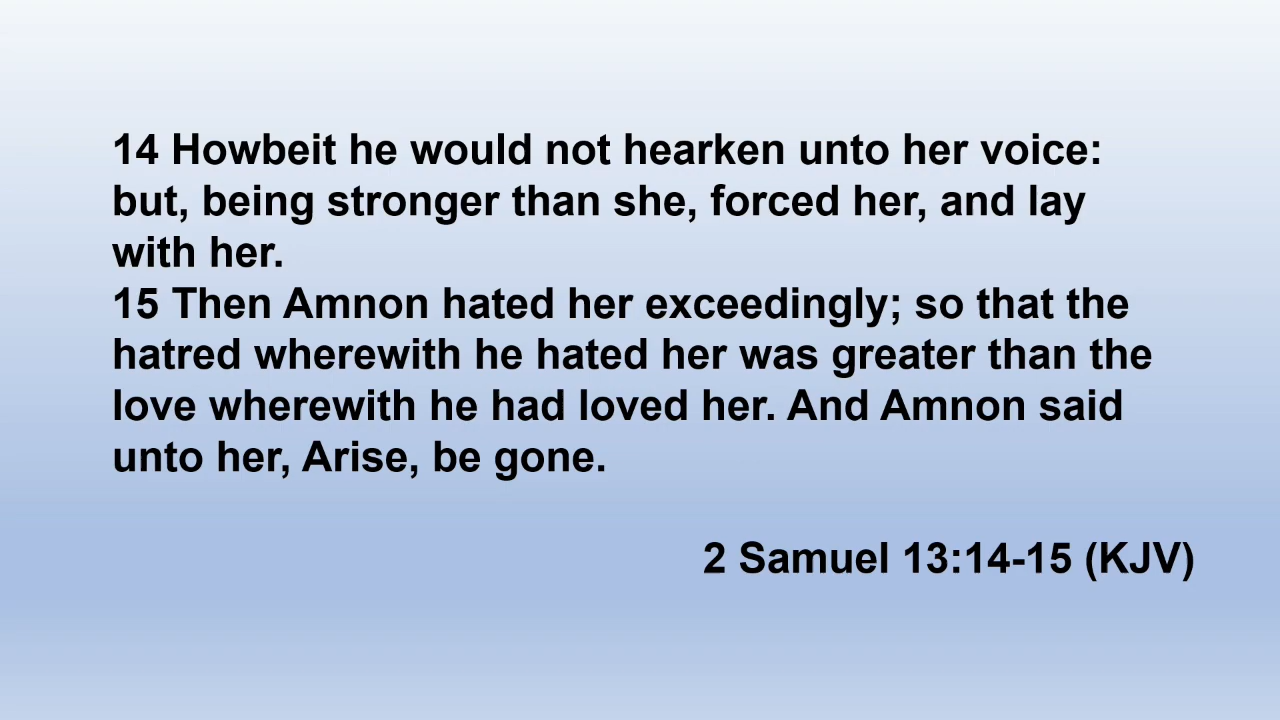 14 Howbeit he would not hearken unto her voice:
but, being stronger than she, forced her, and lay
with her.
15 Then Amnon hated her exceedingly; so that the
hatred wherewith he hated her was greater than the
love wherewith he had loved her. And Amnon said
unto her, Arise, be gone.
2 Samuel 13:14-15 (KJV)